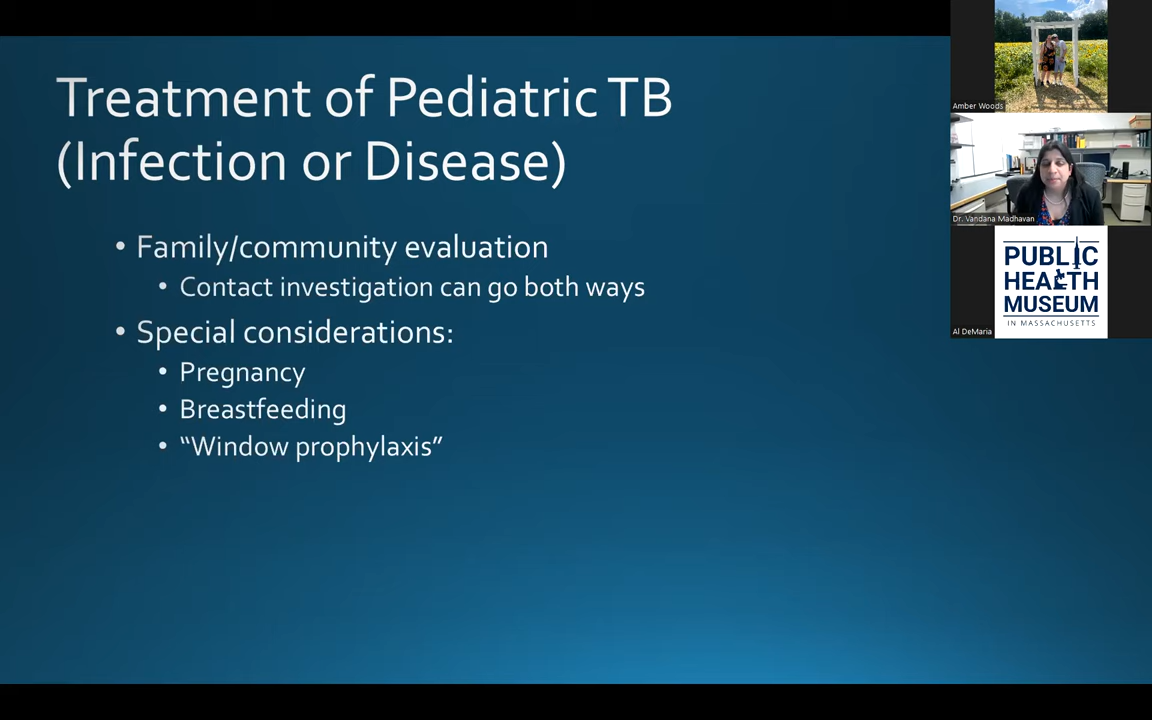 Treatment of Pediatric TB
(Infection or Disease)
• Family/community evaluation
• Contact investigation can go both ways
• Special considerations:
• Pregnancy
• Breastfeeding
• “Window prophylaxis”
Amber Woods
Dr. Vandana Madhavan
PUBLIC
HEALTH
MUSEUM
IN MASSACHUSETTS
Al DeMaria